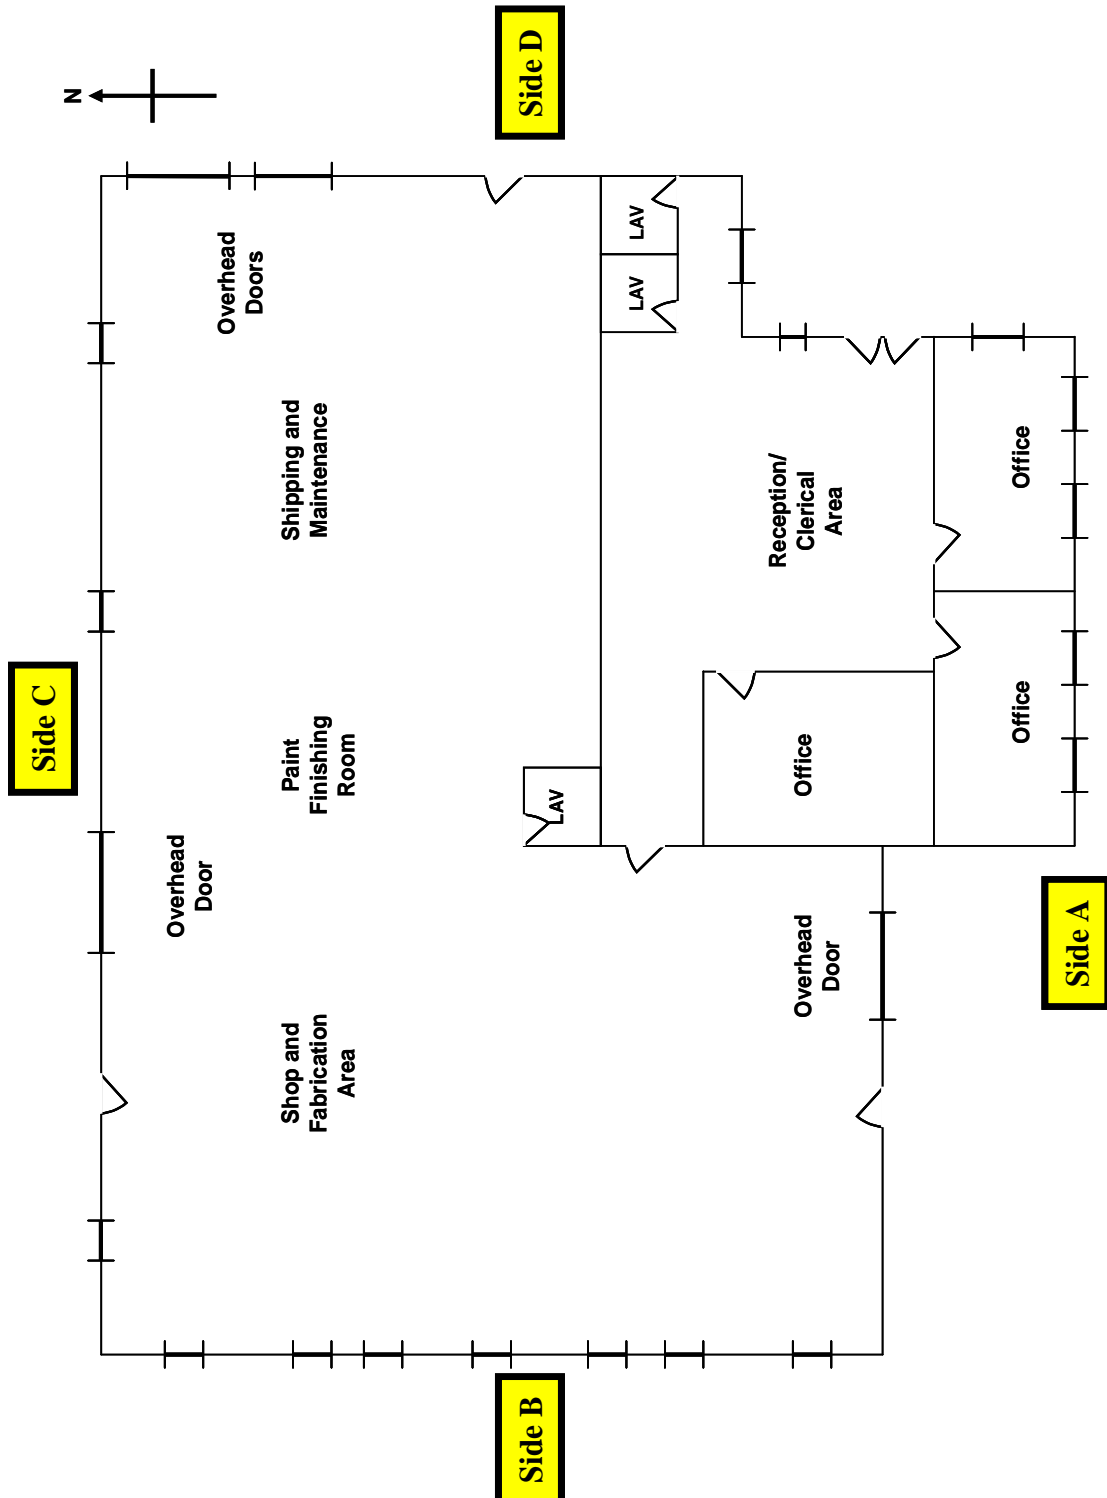 Side C
Side B
Side D
Side A
N
Overhead
Door
Overhead
Doors
Shop and
Fabrication
Area
Paint
Finishing
Room
Shipping and
Maintenance
LAV
LAV
LAV
Overhead
Door
Office
Reception/
Clerical
Area
Office
Office